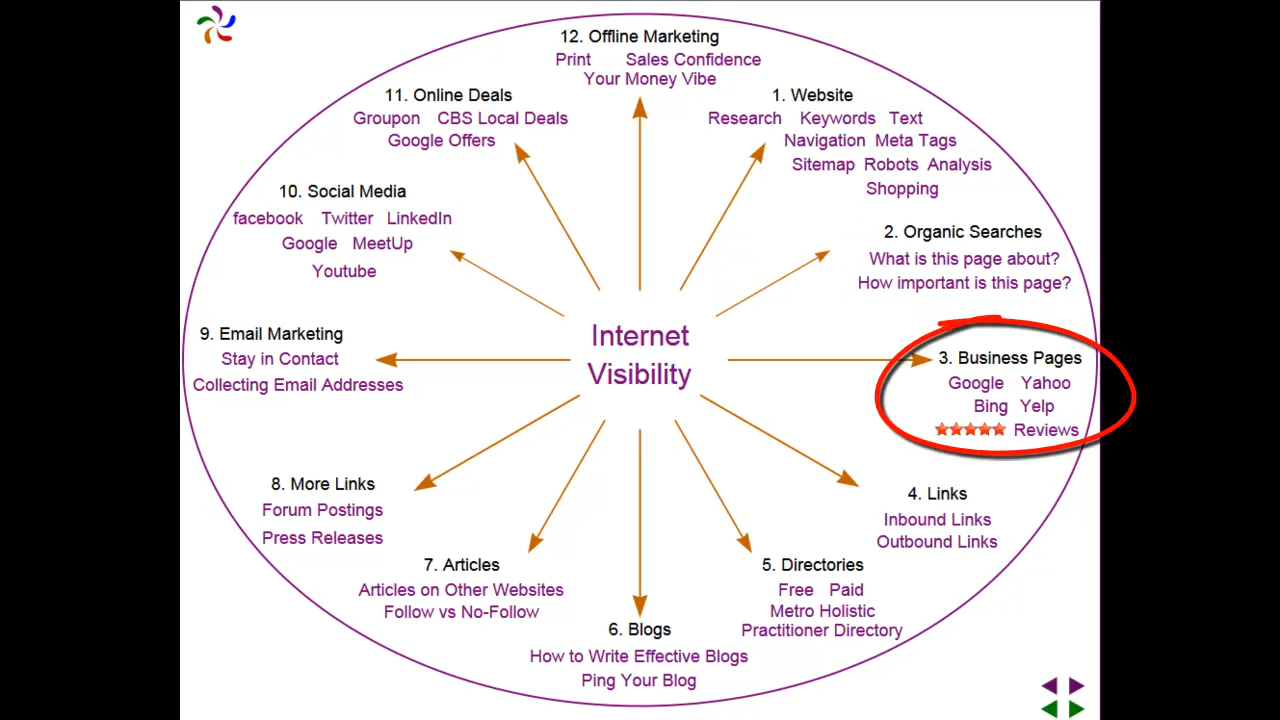 12. Offline Marketing
Print Sales Confidence
Your Money Vibe
1. Website
Research Keywords Text
Navigation Meta Tags
Sitemap Robots Analysis
Shopping
2. Organic Searches
What is this page about?
How important is this page?
3. Business Pages
Google Yahoo
Bing Yelp
Reviews
4. Links
Inbound Links
Outbound Links
5. Directories
Free Paid
Metro Holistic
Practitioner Directory
6. Blogs
How to Write Effective Blogs
Ping Your Blog
7. Articles
Articles on Other Websites
Follow vs No-Follow
8. More Links
Forum Postings
Press Releases
9. Email Marketing
Stay in Contact
Collecting Email Addresses
10. Social Media
facebook Twitter LinkedIn
Google MeetUp
Youtube
11. Online Deals
Groupon CBS Local Deals
Google Offers
Internet
Visibility